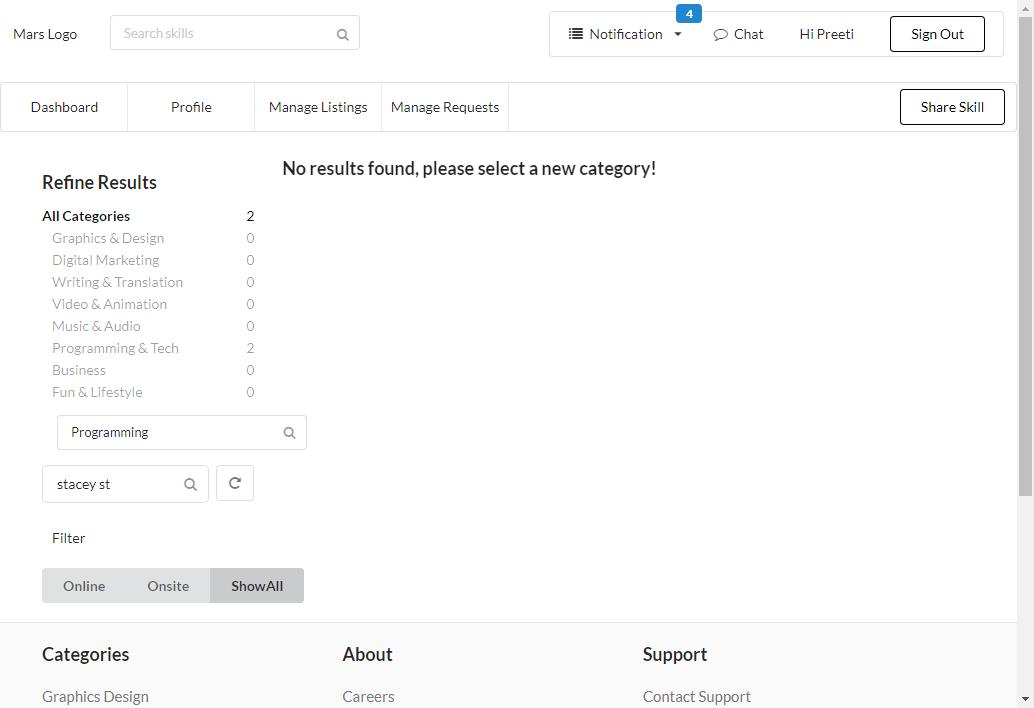 Mars Logo
Search skills
4
Notification
Chat
Hi Preeti
Sign Out
Dashboard
Profile
Manage Listings
Manage Requests
Share Skill
No results found, please select a new category!
Refine Results
All Categories 2
Graphics & Design 0
Digital Marketing 0
Writing & Translation 0
Video & Animation 0
Music & Audio 0
Programming & Tech 2
Business 0
Fun & Lifestyle 0
Programming
stacey st
Filter
Online Onsite ShowAll
Categories About Support
Graphics Design Careers Contact Support